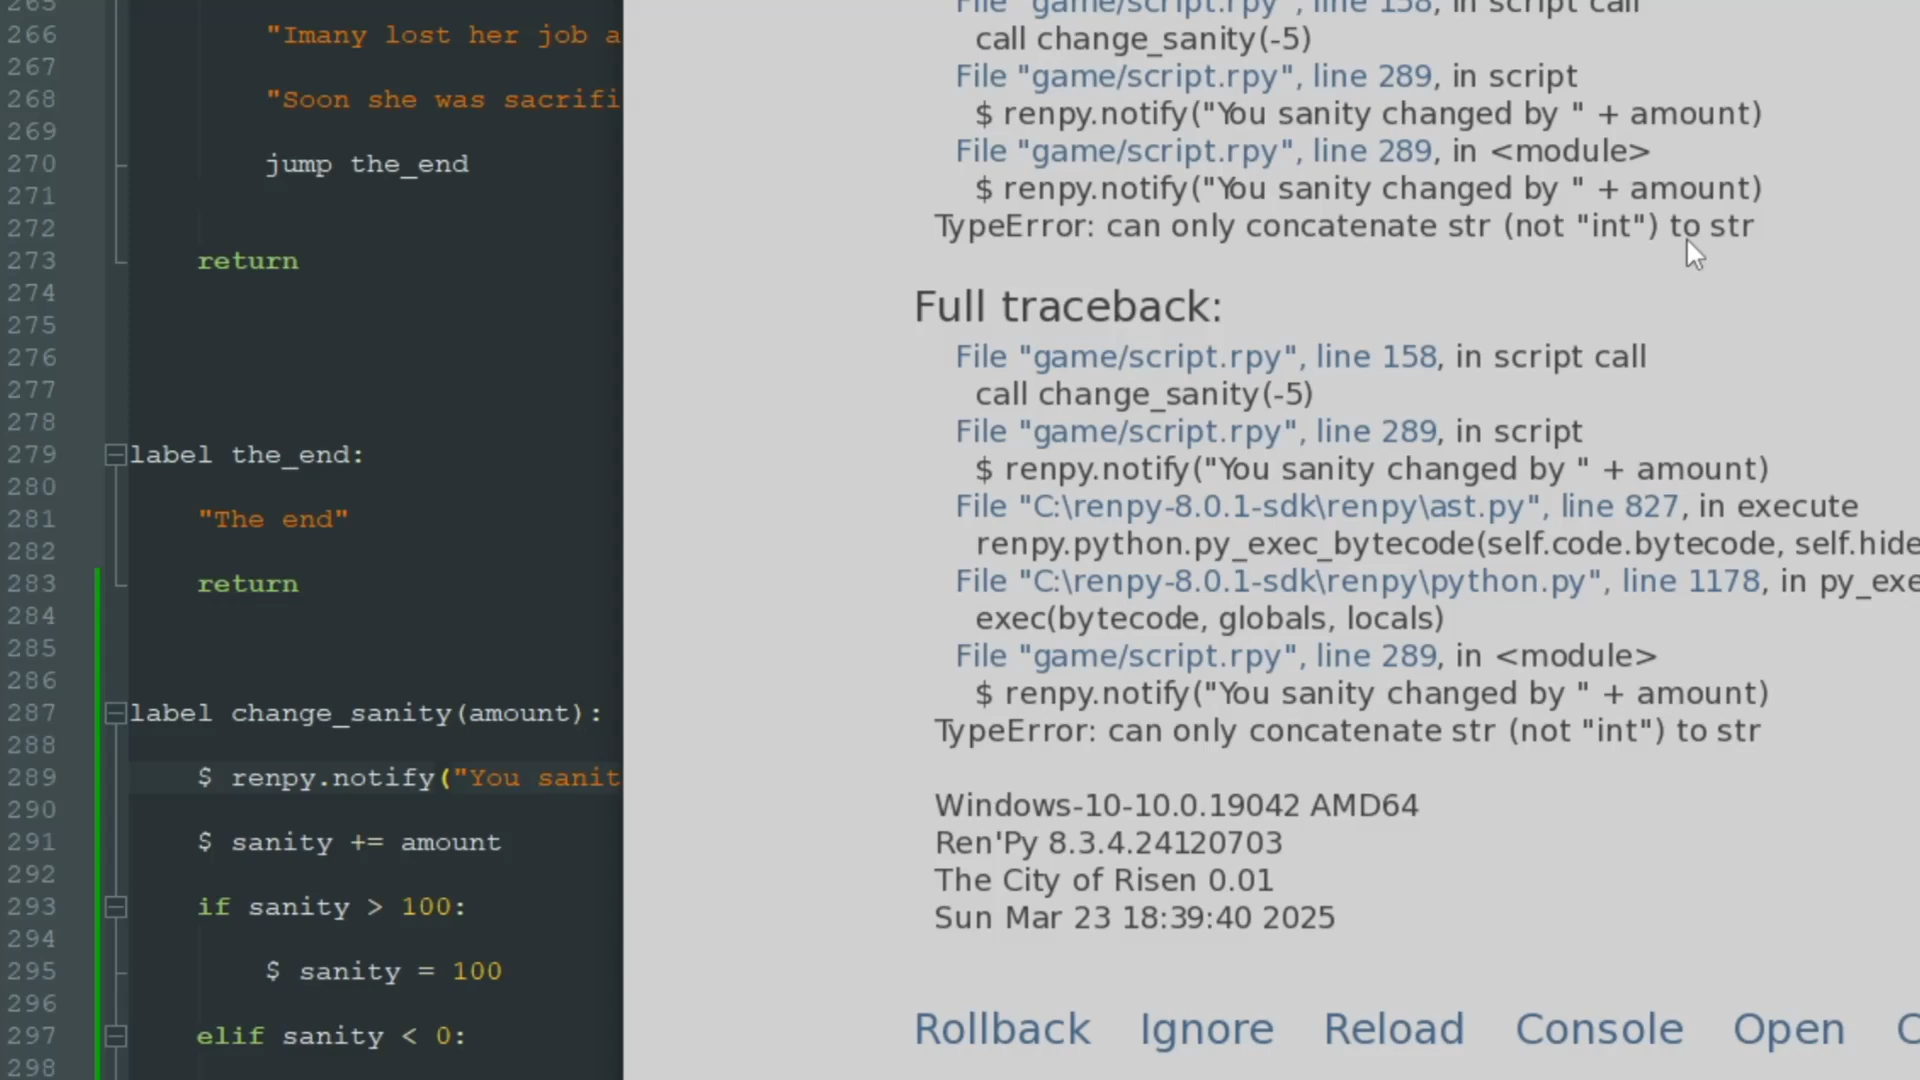 265
266 "Imany lost her job a
267
268 "Soon she was sacrifi
269
270 jump the_end
271
272
273 return
274
275
276
277
278
279 label the_end:
280
281 "The end"
282
283 return
284
285
286
287 label change_sanity(amount):
288
289 $ renpy.notify("You sanit
290
291 $ sanity += amount
292
293 if sanity > 100:
294
295 $ sanity = 100
296
297 elif sanity < 0:
298
File "game/script.rpy", line 158, in script call
call change_sanity(-5)
File "game/script.rpy", line 289, in script
$ renpy.notify("You sanity changed by " + amount)
File "game/script.rpy", line 289, in <module>
$ renpy.notify("You sanity changed by " + amount)
TypeError: can only concatenate str (not "int") to str
Full traceback:
File "game/script.rpy", line 158, in script call
call change_sanity(-5)
File "game/script.rpy", line 289, in script
$ renpy.notify("You sanity changed by " + amount)
File "C:\renpy-8.0.1-sdk\renpy\ast.py", line 827, in execute
renpy.python.py_exec_bytecode(self.code.bytecode, self.hide
File "C:\renpy-8.0.1-sdk\renpy\python.py", line 1178, in py_exe
exec(bytecode, globals, locals)
File "game/script.rpy", line 289, in <module>
$ renpy.notify("You sanity changed by " + amount)
TypeError: can only concatenate str (not "int") to str
Windows-10-10.0.19042 AMD64
Ren'Py 8.3.4.24120703
The City of Risen 0.01
Sun Mar 23 18:39:40 2025
Rollback Ignore Reload Console Open